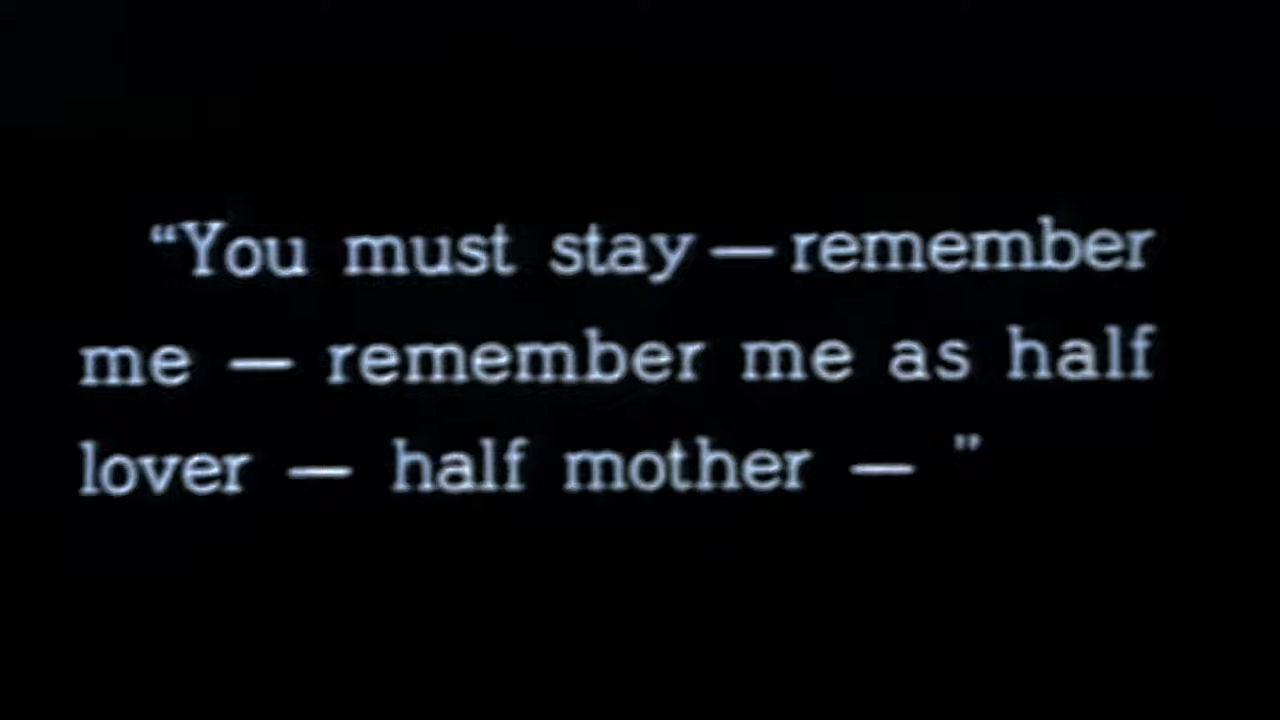 “You must stay — remember
me — remember me as half
lover — half mother — ”